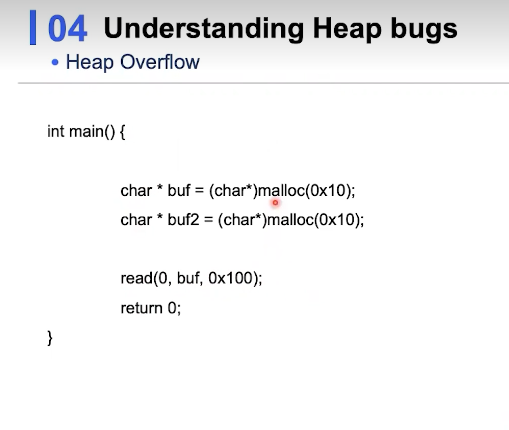 04 Understanding Heap bugs
• Heap Overflow
int main() {
char * buf = (char*)malloc(0x10);
char * buf2 = (char*)malloc(0x10);
read(0, buf, 0x100);
return 0;
}